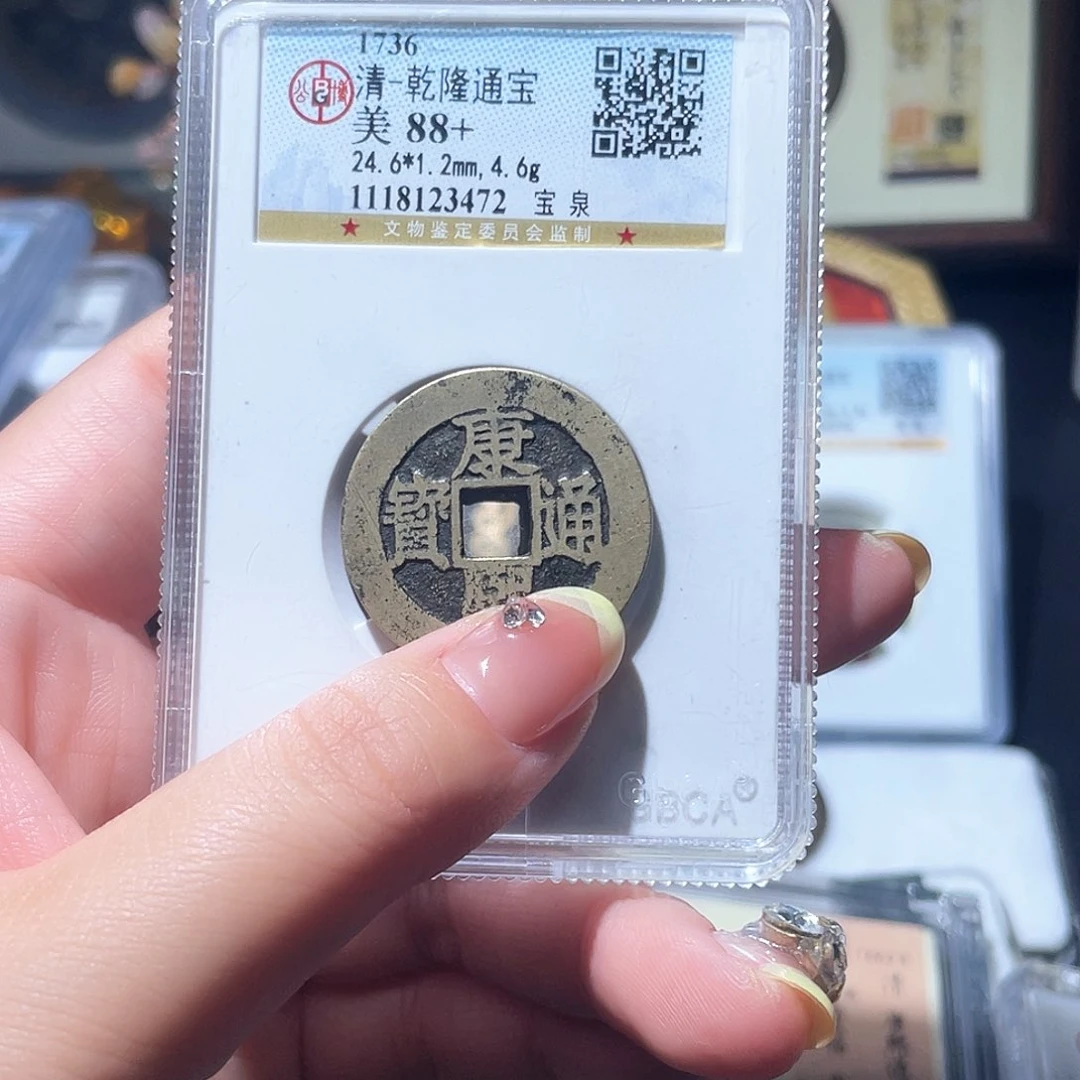 1736
清-乾隆通宝
美 88+
24.6*1.2mm,4.6g
1118123472 宝泉
★ 文物鉴定委员会监制 ★
康
寶 通
GBCA